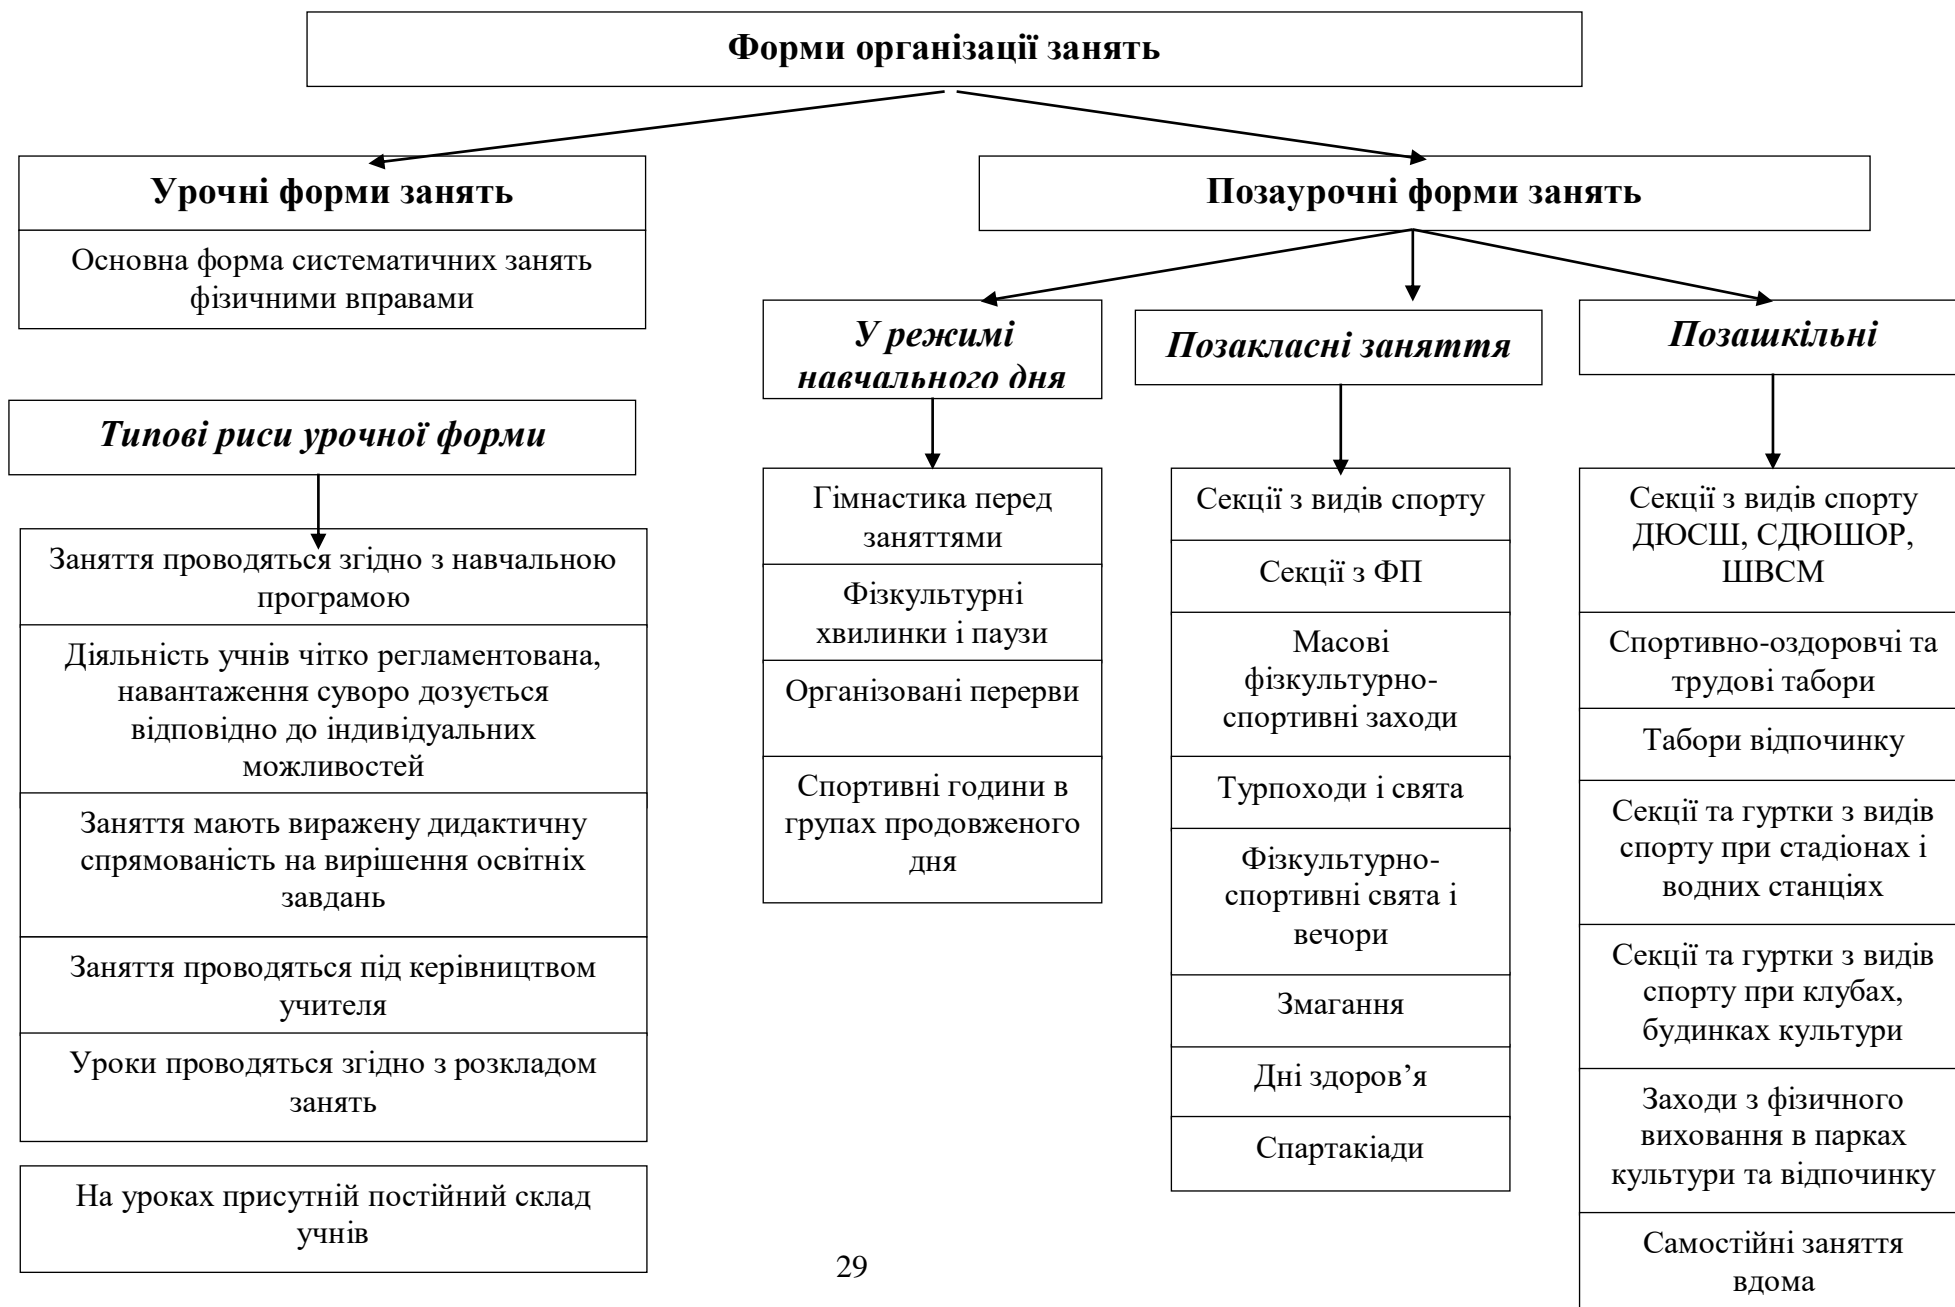 Форми організації занять
Урочні форми занять
Основна форма систематичних занять
фізичними вправами
Типові риси урочної форми
Заняття проводяться згідно з навчальною
програмою
Діяльність учнів чітко регламентована,
навантаження суворо дозується
відповідно до індивідуальних
можливостей
Заняття мають виражену дидактичну
спрямованість на вирішення освітніх
завдань
Заняття проводяться під керівництвом
учителя
Уроки проводяться згідно з розкладом
занять
На уроках присутній постійний склад
учнів
Позаурочні форми занять
У режимі
навчального дня
Гімнастика перед
заняттями
Фізкультурні
хвилинки і паузи
Організовані перерви
Спортивні години в
групах продовженого
дня
Позакласні заняття
Секції з видів спорту
Секції з ФП
Масові
фізкультурно-
спортивні заходи
Турпоходи і свята
Фізкультурно-
спортивні свята і
вечори
Змагання
Дні здоров’я
Спартакіади
Позашкільні
Секції з видів спорту
ДЮСШ, СДЮШОР,
ШВСМ
Спортивно-оздоровчі та
трудові табори
Табори відпочинку
Секції та гуртки з видів
спорту при стадіонах і
водних станціях
Секції та гуртки з видів
спорту при клубах,
будинках культури
Заходи з фізичного
виховання в парках
культури та відпочинку
Самостійні заняття
вдома
29